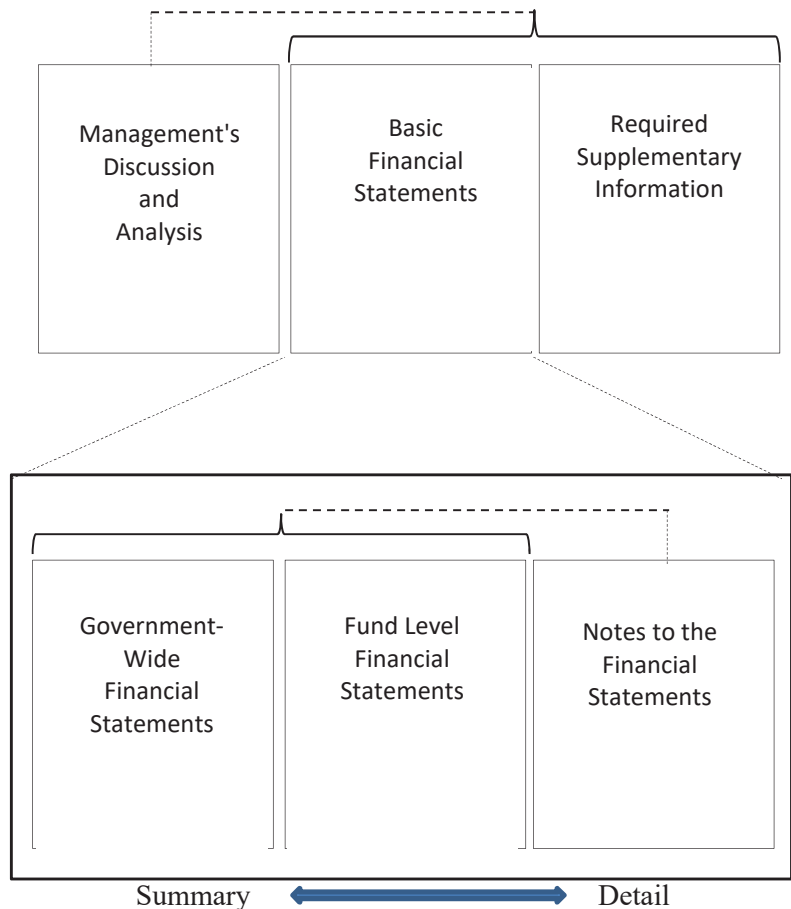 Management's
Discussion
and
Analysis
Basic
Financial
Statements
Required
Supplementary
Information
Government-
Wide
Financial
Statements
Fund Level
Financial
Statements
Notes to the
Financial
Statements
Summary
Detail